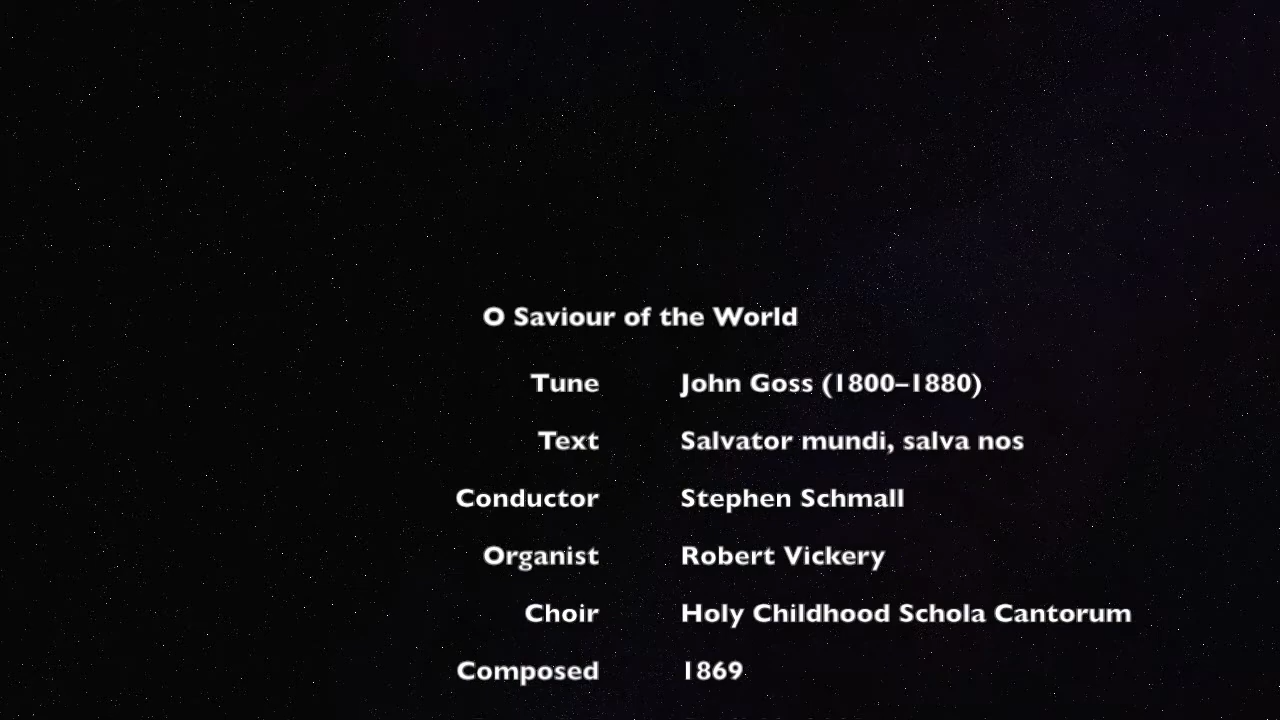 O Saviour of the World
Tune John Goss (1800–1880)
Text Salvator mundi, salva nos
Conductor Stephen Schmall
Organist Robert Vickery
Choir Holy Childhood Schola Cantorum
Composed 1869